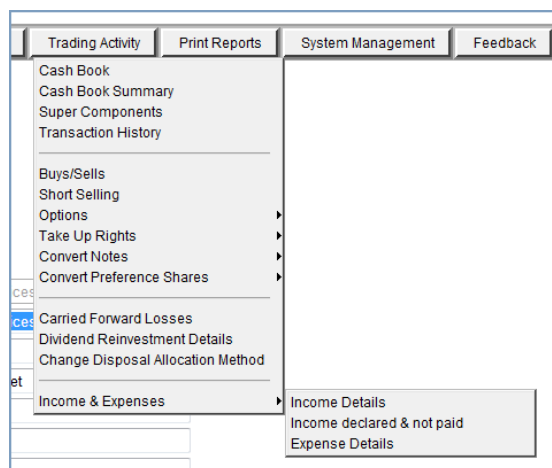 Trading Activity
Print Reports
System Management
Feedback
Cash Book
Cash Book Summary
Super Components
Transaction History
Buys/Sells
Short Selling
Options
Take Up Rights
Convert Notes
Convert Preference Shares
Carried Forward Losses
Dividend Reinvestment Details
Change Disposal Allocation Method
Income & Expenses
Income Details
Income declared & not paid
Expense Details